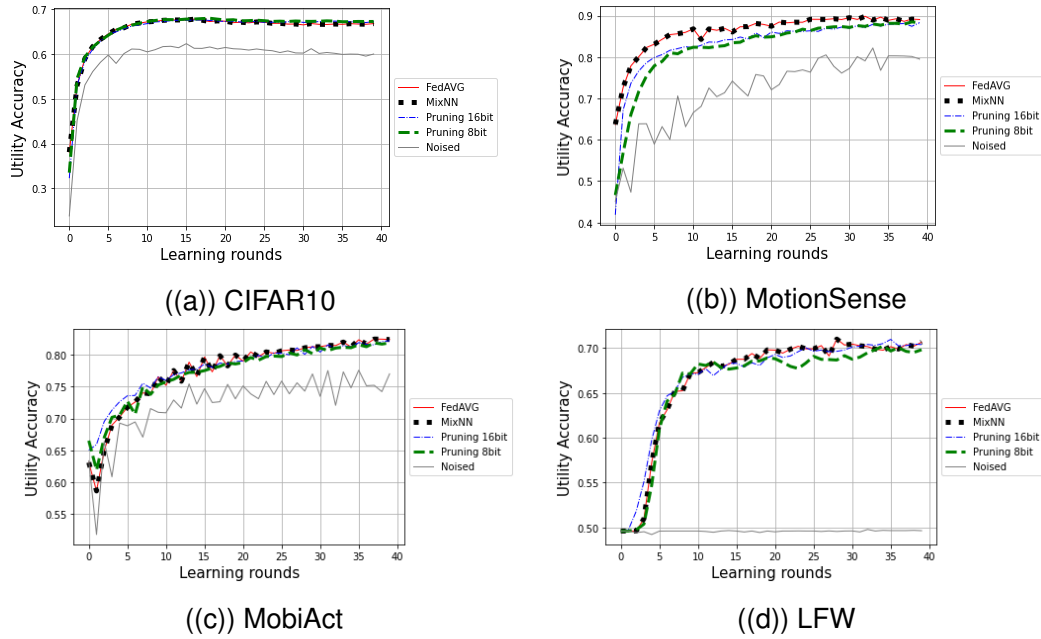 Utility Accuracy
0.7
0.6
0.5
0.4
0.3
0 5 10 15 20 25 30 35 40
Learning rounds
FedAVG
MixNN
Pruning 16bit
Pruning 8bit
Noised
((a)) CIFAR10
Utility Accuracy
0.9
0.8
0.7
0.6
0.5
0.4
0 5 10 15 20 25 30 35 40
Learning rounds
FedAVG
MixNN
Pruning 16bit
Pruning 8bit
Noised
((b)) MotionSense
Utility Accuracy
0.80
0.75
0.70
0.65
0.60
0.55
0 5 10 15 20 25 30 35 40
Learning rounds
FedAVG
MixNN
Pruning 16bit
Pruning 8bit
Noised
((c)) MobiAct
Utility Accuracy
0.70
0.65
0.60
0.55
0.50
0 5 10 15 20 25 30 35 40
Learning rounds
FedAVG
MixNN
Pruning 16bit
Pruning 8bit
Noised
((d)) LFW